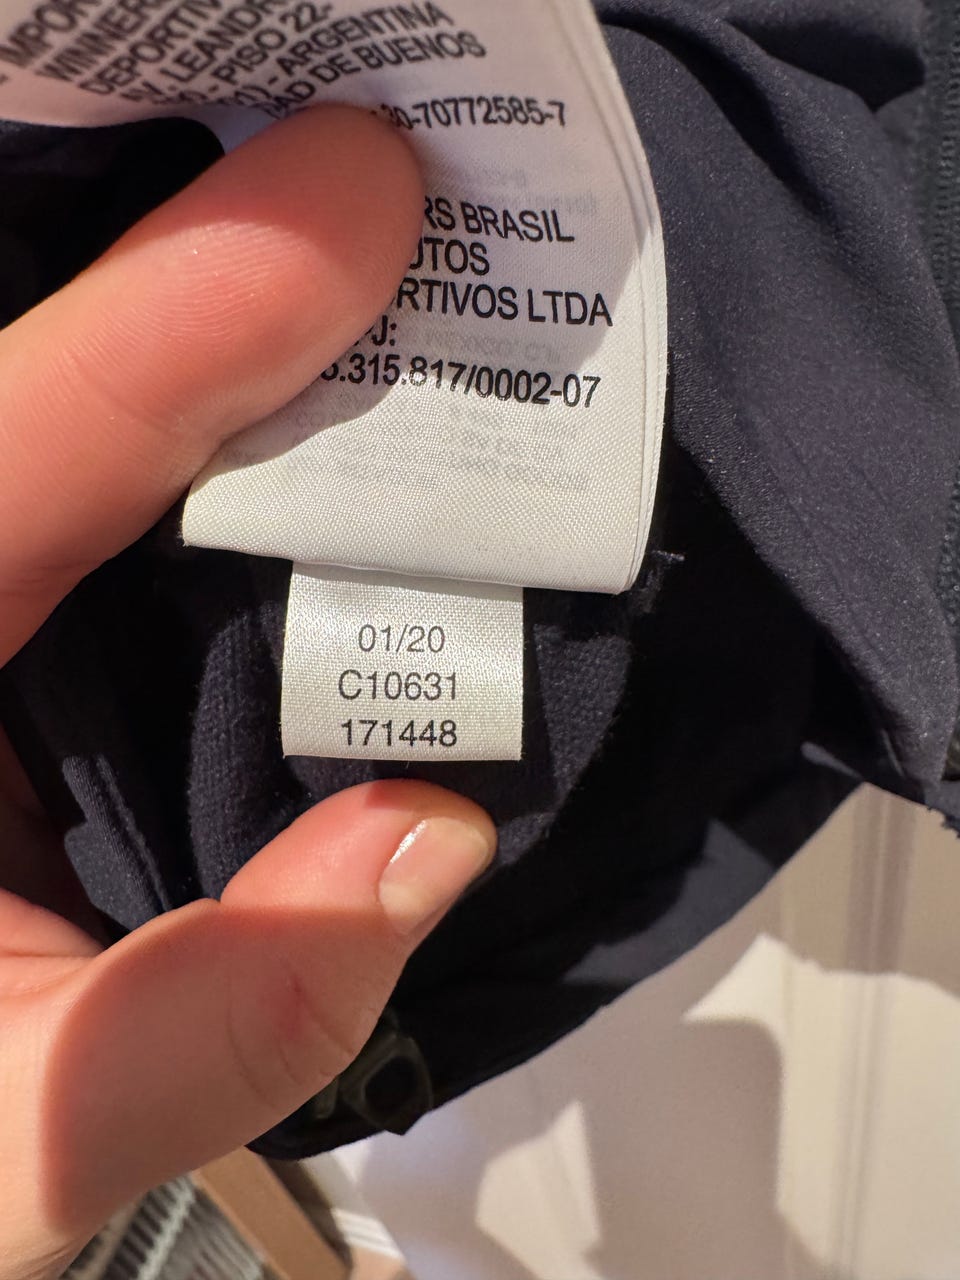 IMPOR
WINNERS
DEPORTIV
AV. LEANDR
- PISO 22-
- ARGENTINA
DAD DE BUENOS
30-70772585-7
RS BRASIL
UTOS
RTIVOS LTDA
PJ:
.315.817/0002-07
01/20
C10631
171448